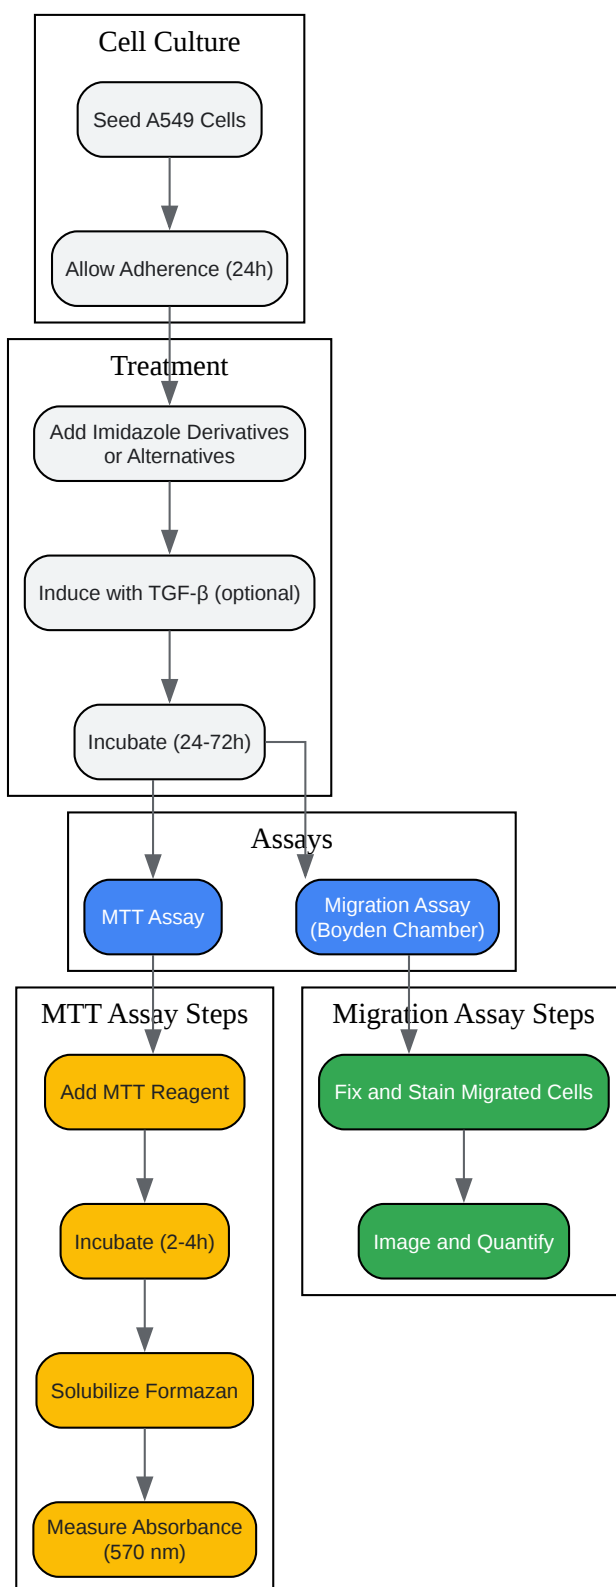 Cell Culture
Seed A549 Cells
Allow Adherence (24h)
Treatment
Add Imidazole Derivatives
or Alternatives
Induce with TGF-β (optional)
Incubate (24-72h)
Assays
MTT Assay
Migration Assay
(Boyden Chamber)
MTT Assay Steps
Add MTT Reagent
Incubate (2-4h)
Solubilize Formazan
Measure Absorbance
(570 nm)
Migration Assay Steps
Fix and Stain Migrated Cells
Image and Quantify